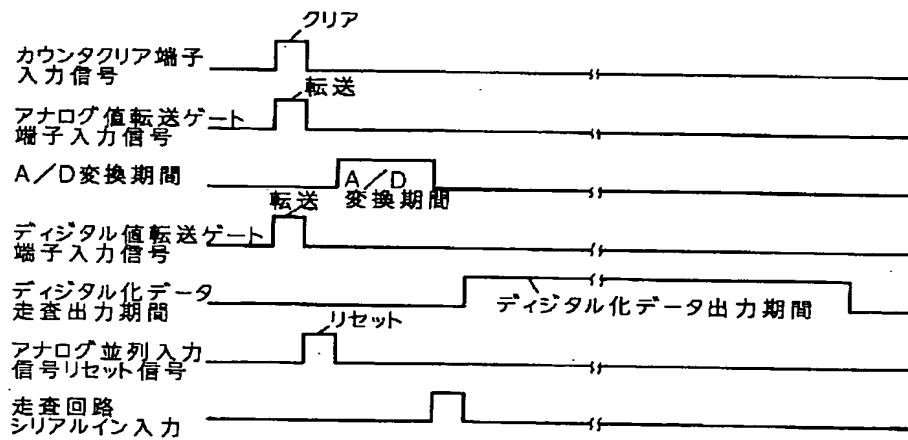 クリア
カウンタクリア端子
入力信号
転送
アナログ値転送ゲート
端子入力信号
A/D変換期間
A/D
変換期間
転送
ディジタル値転送ゲート
端子入力信号
ディジタル化データ
走査出力期間
ディジタル化データ出力期間
リセット
アナログ並列入力
信号リセット信号
走査回路
シリアルイン入力